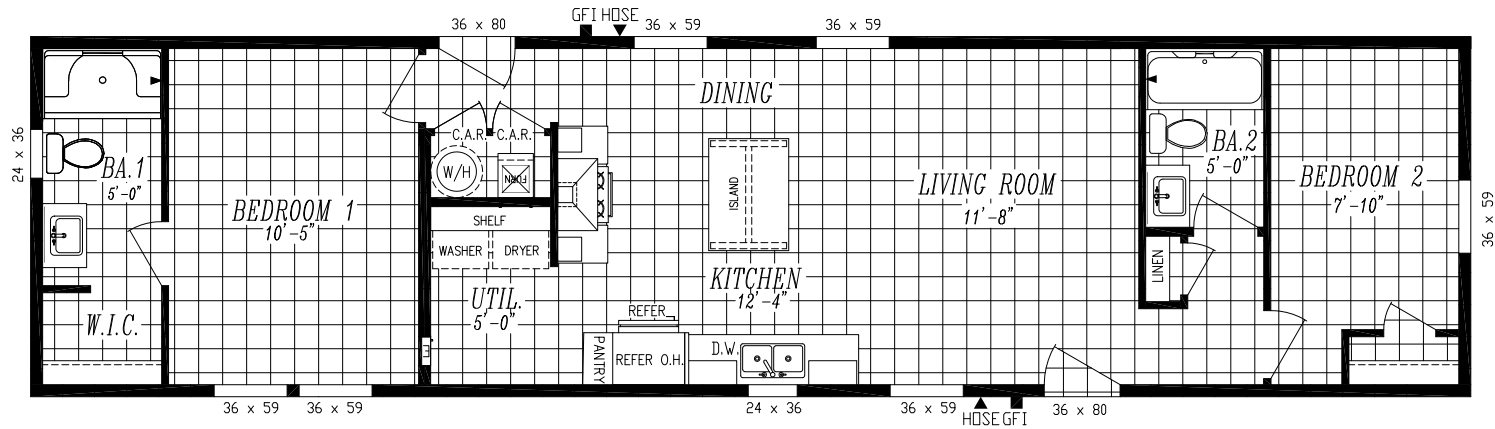 GFI HOSE
36 x 80
36 x 59
36 x 59
DINING
C.A.R. C.A.R.
24 x 36
BA.1
5'-0"
W/H
FURN
ISLAND
BA.2
5'-0"
BEDROOM 1
10'-5"
LIVING ROOM
11'-8"
BEDROOM 2
7'-10"
36 x 59
SHELF
WASHER DRYER
LINEN
KITCHEN
12'-4"
UTIL.
5'-0"
W.I.C.
REFER
D.W.
PANTRY
REFER O.H.
E
36 x 59 36 x 59
24 x 36
36 x 59
36 x 80
HOSE GFI